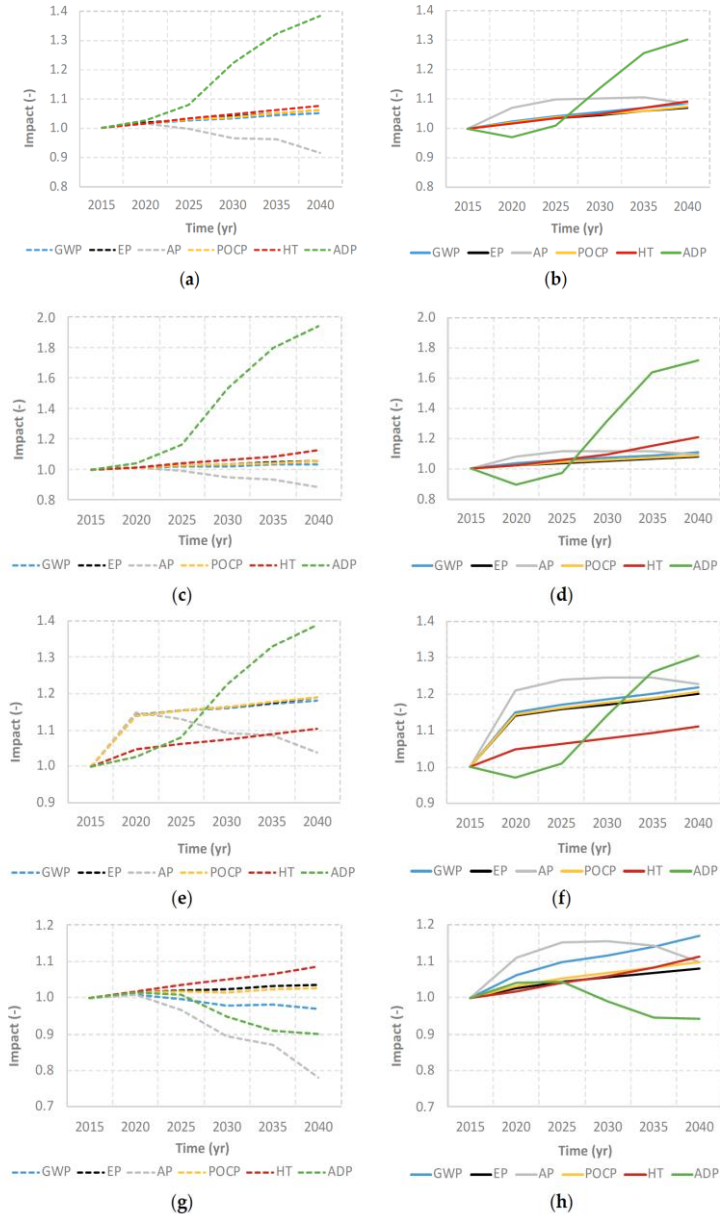 1.4
1.3
1.2
1.1
1.0
0.9
0.8
Impact (-)
2015 2020 2025 2030 2035 2040
Time (yr)
GWP EP AP POCP HT ADP
(a)
1.4
1.3
1.2
1.1
1.0
0.9
0.8
Impact (-)
2015 2020 2025 2030 2035 2040
Time (yr)
GWP EP AP POCP HT ADP
(b)
2.0
1.8
1.6
1.4
1.2
1.0
0.8
Impact (-)
2015 2020 2025 2030 2035 2040
Time (yr)
GWP EP AP POCP HT ADP
(c)
2.0
1.8
1.6
1.4
1.2
1.0
0.8
Impact (-)
2015 2020 2025 2030 2035 2040
Time (yr)
GWP EP AP POCP HT ADP
(d)
1.4
1.3
1.2
1.1
1.0
0.9
Impact (-)
2015 2020 2025 2030 2035 2040
Time (yr)
GWP EP AP POCP HT ADP
(e)
1.4
1.3
1.2
1.1
1.0
0.9
Impact (-)
2015 2020 2025 2030 2035 2040
Time (yr)
GWP EP AP POCP HT ADP
(f)
1.2
1.1
1.0
0.9
0.8
0.7
Impact (-)
2015 2020 2025 2030 2035 2040
Time (yr)
GWP EP AP POCP HT ADP
(g)
1.2
1.1
1.0
0.9
0.8
0.7
Impact (-)
2015 2020 2025 2030 2035 2040
Time (yr)
GWP EP AP POCP HT ADP
(h)